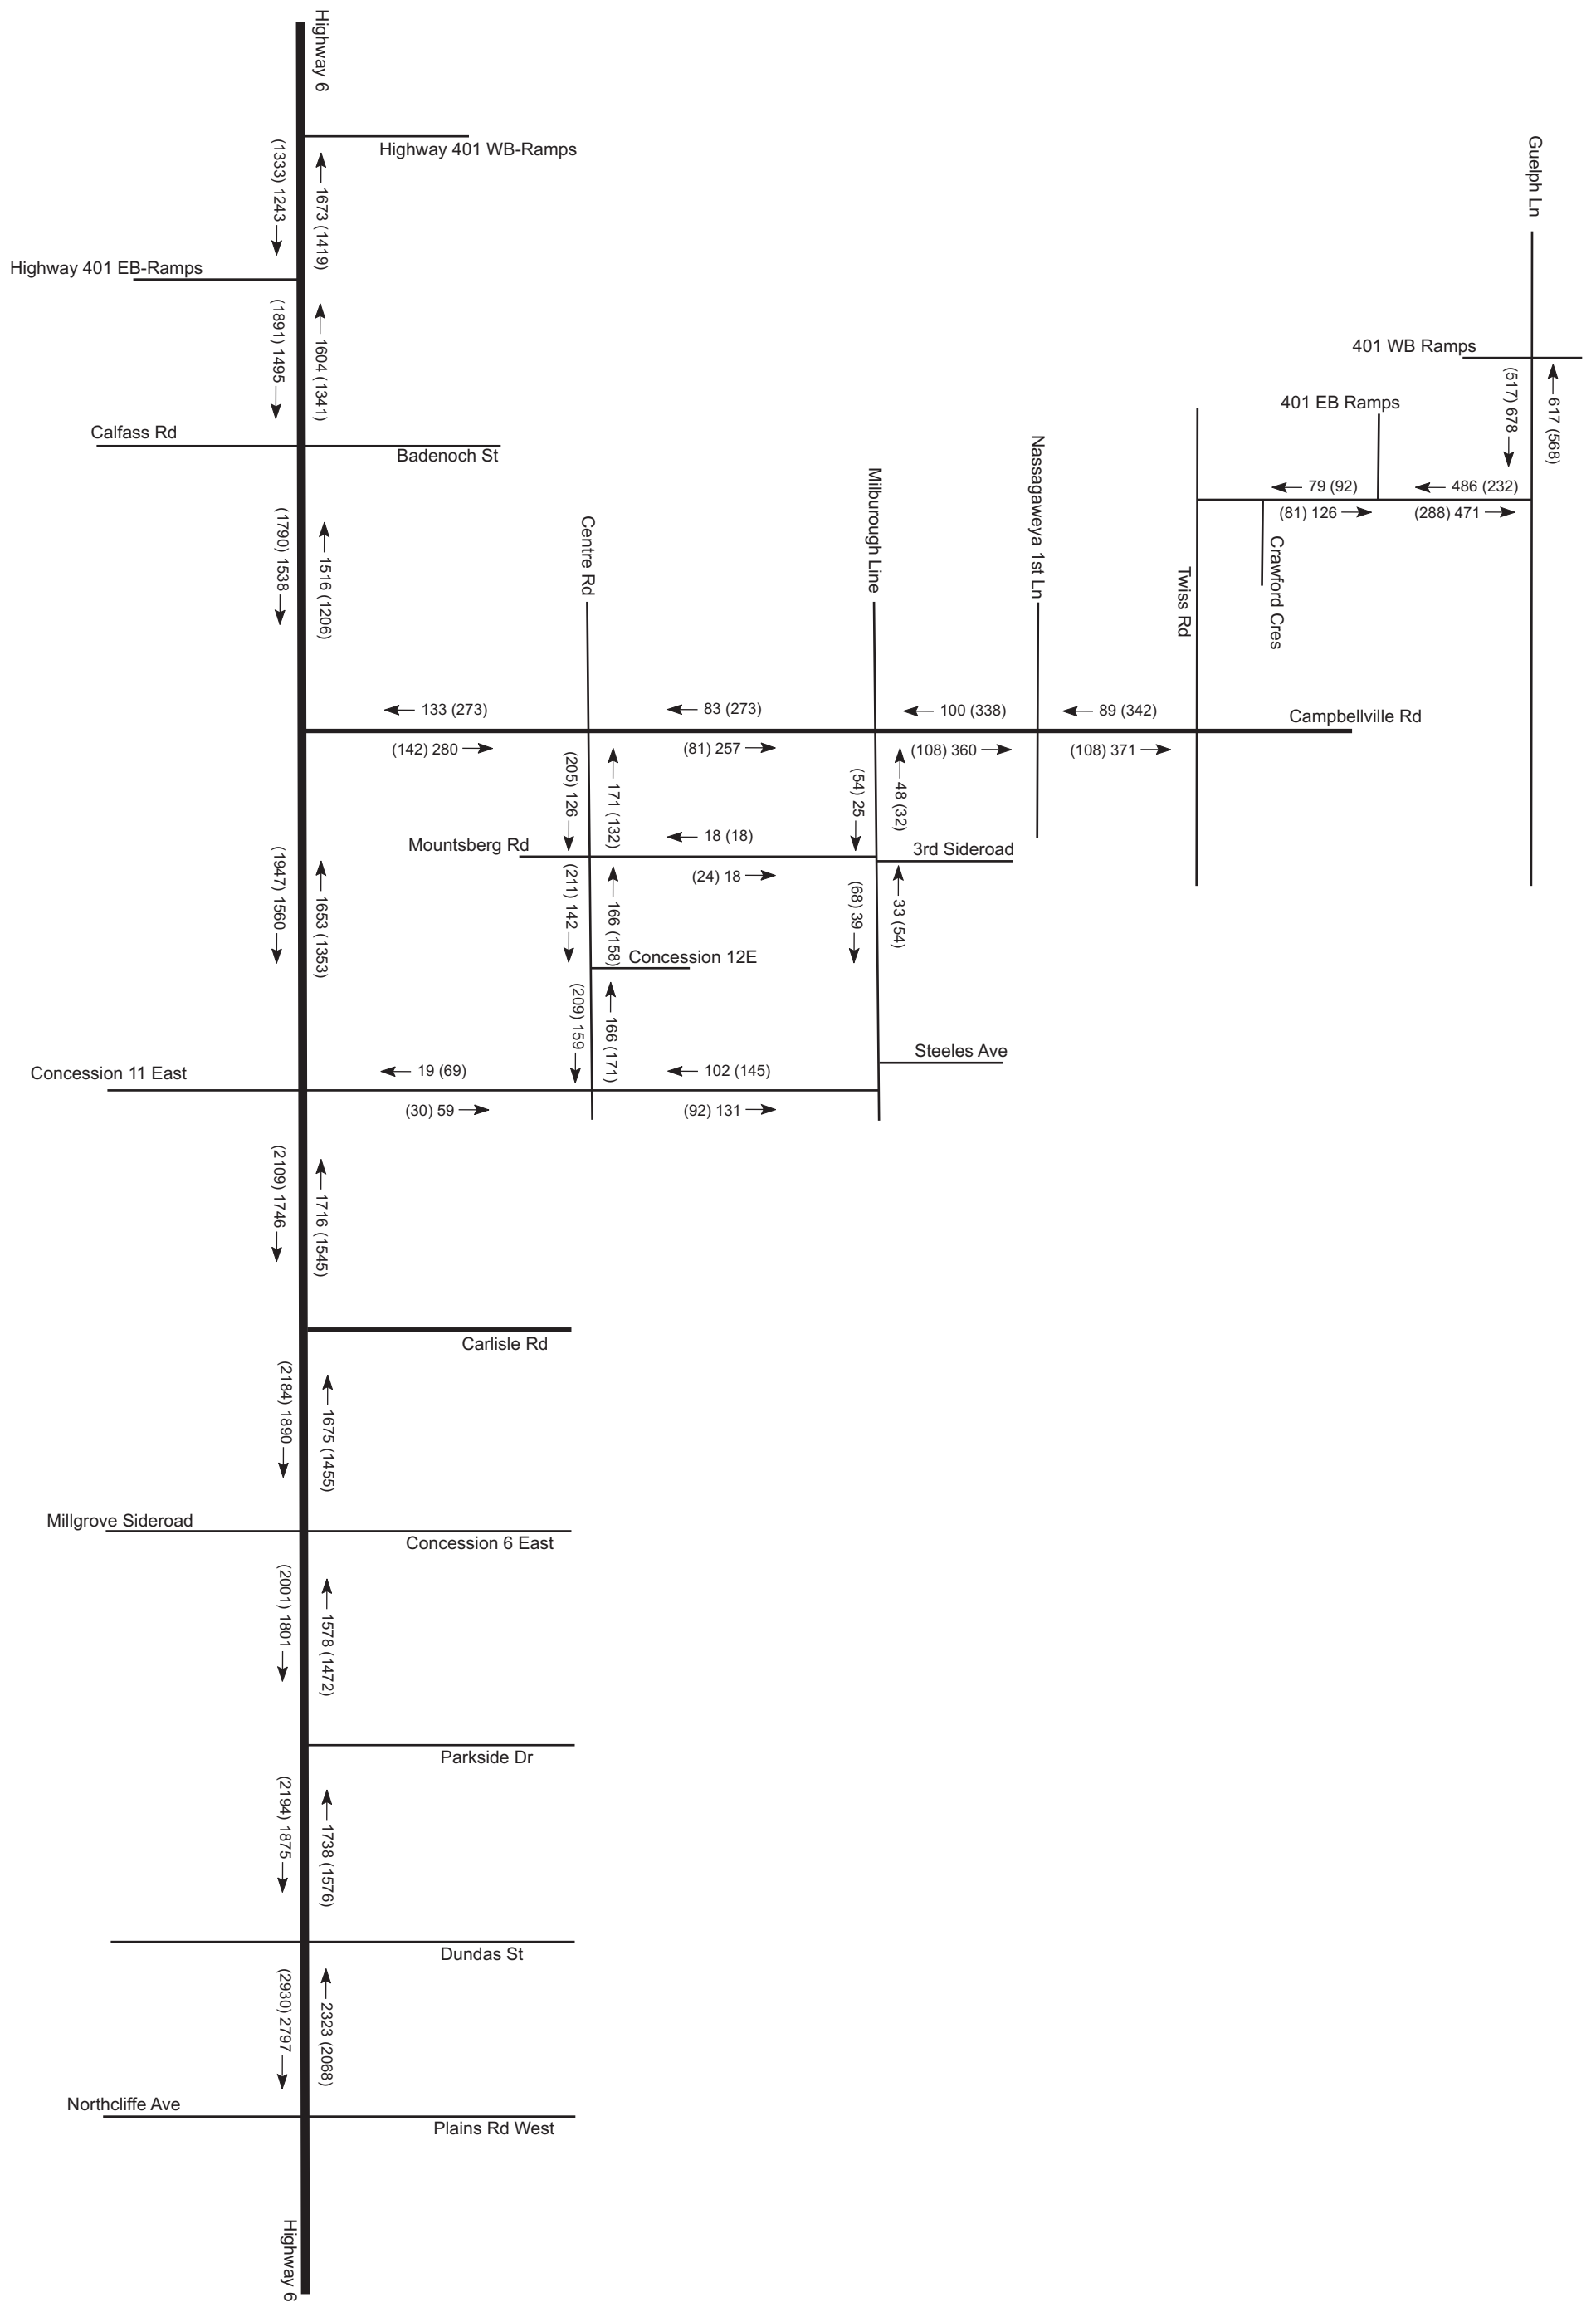 Highway 6
Highway 401 WB-Ramps
(1333) 1243
1673 (1419)
Guelph Ln
Highway 401 EB-Ramps
(1891) 1495
1604 (1341)
401 WB Ramps
(517) 678
617 (568)
401 EB Ramps
Calfass Rd
Badenoch St
79 (92)
486 (232)
(81) 126
(288) 471
Crawford Cres
Twiss Rd
Nassagaweya 1st Ln
Milburough Line
Centre Rd
(1790) 1538
1516 (1206)
133 (273)
83 (273)
100 (338)
89 (342)
Campbellville Rd
(142) 280
(81) 257
(108) 360
(108) 371
(205) 126
171 (132)
(54) 25
48 (32)
Mountsberg Rd
18 (18)
3rd Sideroad
(24) 18
(1947) 1560
1653 (1353)
(211) 142
166 (158)
(68) 39
33 (54)
Concession 12E
(209) 159
166 (171)
Steeles Ave
Concession 11 East
19 (69)
102 (145)
(30) 59
(92) 131
(2109) 1746
1716 (1545)
Carlisle Rd
(2184) 1890
1675 (1455)
Millgrove Sideroad
Concession 6 East
(2001) 1801
1578 (1472)
Parkside Dr
(2194) 1875
1738 (1576)
Dundas St
(2930) 2797
2323 (2068)
Northcliffe Ave
Plains Rd West
Highway 6